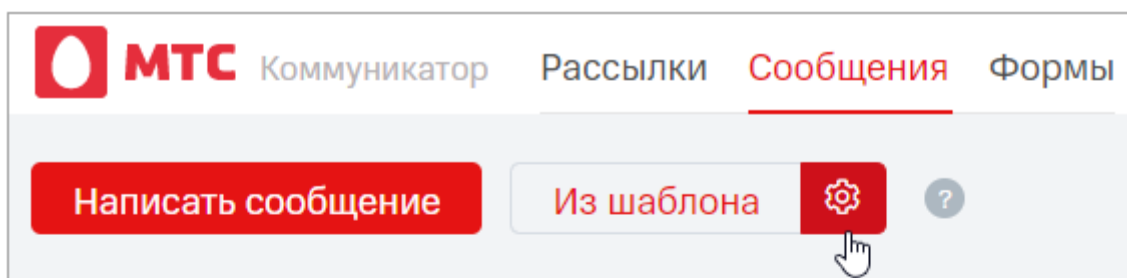 МТС Коммуникатор Рассылки Сообщения Формы
Написать сообщение Из шаблона ?